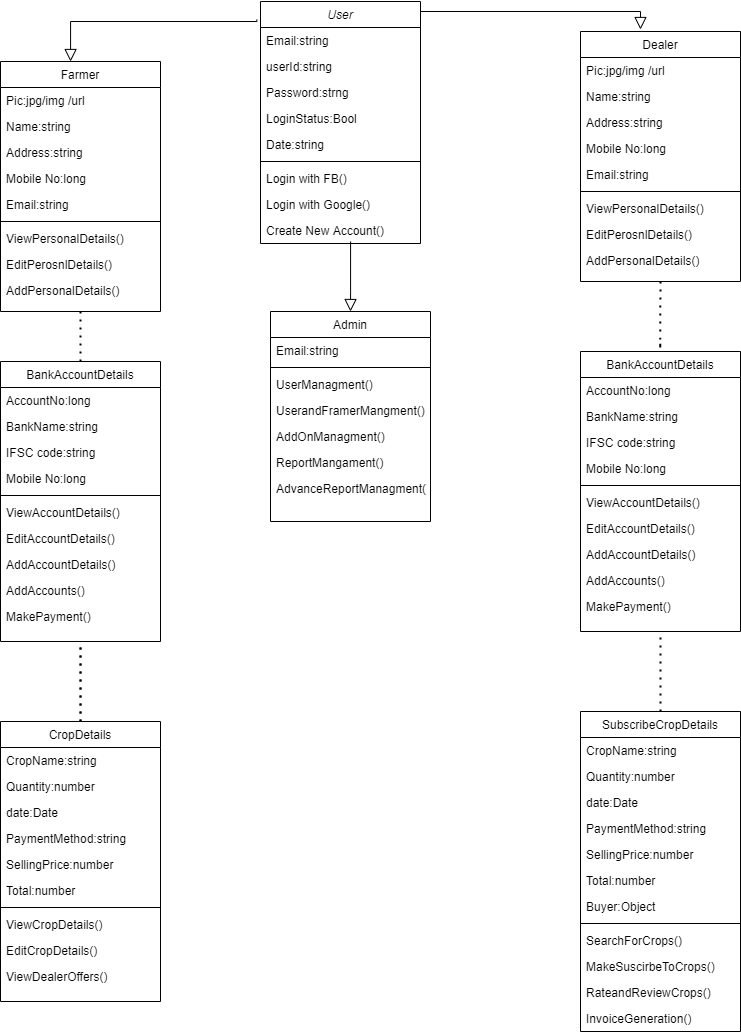 User
Email:string
userId:string
Password:strng
LoginStatus:Bool
Date:string
Login with FB()
Login with Google()
Create New Account()
Farmer
Pic:jpg/img /url
Name:string
Address:string
Mobile No:long
Email:string
ViewPersonalDetails()
EditPerosnlDetails()
AddPersonalDetails()
Dealer
Pic:jpg/img /url
Name:string
Address:string
Mobile No:long
Email:string
ViewPersonalDetails()
EditPerosnlDetails()
AddPersonalDetails()
Admin
Email:string
UserManagment()
UserandFramerMangment()
AddOnManagment()
ReportMangament()
AdvanceReportManagment(
BankAccountDetails
AccountNo:long
BankName:string
IFSC code:string
Mobile No:long
ViewAccountDetails()
EditAccountDetails()
AddAccountDetails()
AddAccounts()
MakePayment()
BankAccountDetails
AccountNo:long
BankName:string
IFSC code:string
Mobile No:long
ViewAccountDetails()
EditAccountDetails()
AddAccountDetails()
AddAccounts()
MakePayment()
CropDetails
CropName:string
Quantity:number
date:Date
PaymentMethod:string
SellingPrice:number
Total:number
ViewCropDetails()
EditCropDetails()
ViewDealerOffers()
SubscribeCropDetails
CropName:string
Quantity:number
date:Date
PaymentMethod:string
SellingPrice:number
Total:number
Buyer:Object
SearchForCrops()
MakeSuscirbeToCrops()
RateandReviewCrops()
InvoiceGeneration()